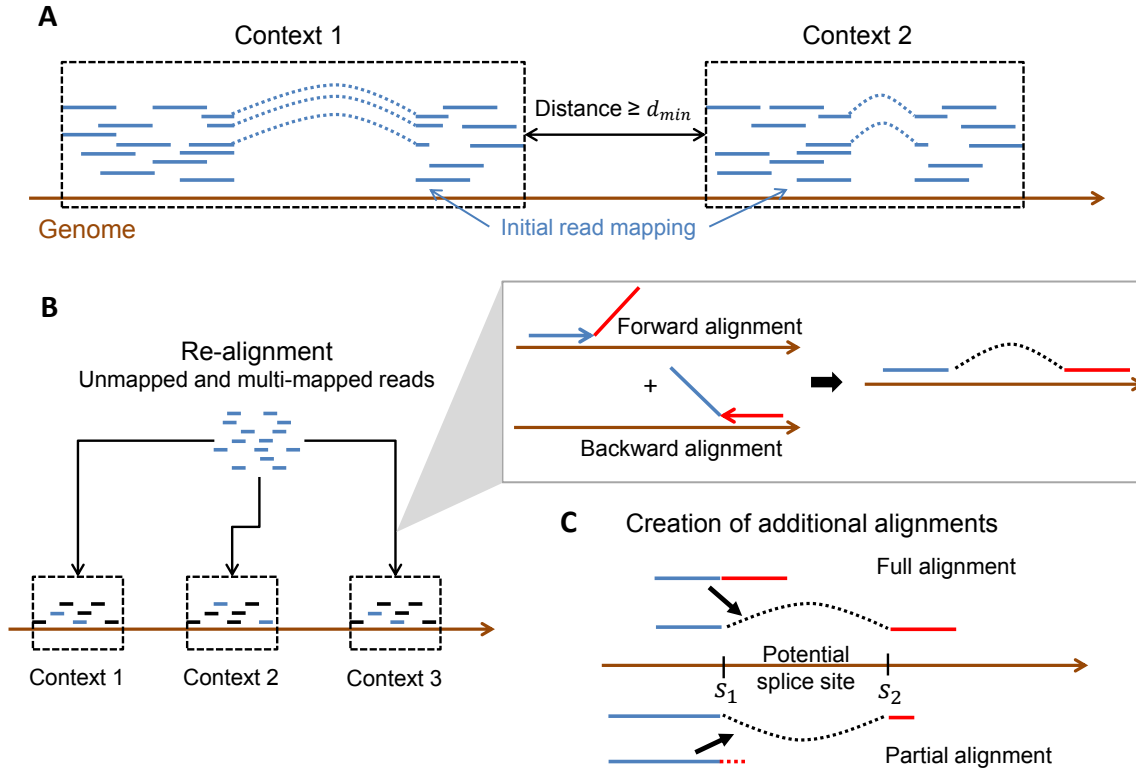 A
Context 1
Context 2
Distance ≥ d_min
Initial read mapping
Genome
B
Re-alignment
Unmapped and multi-mapped reads
Forward alignment
+
Backward alignment
Context 1
Context 2
Context 3
C
Creation of additional alignments
Full alignment
Potential
splice site
s₁
s₂
Partial alignment